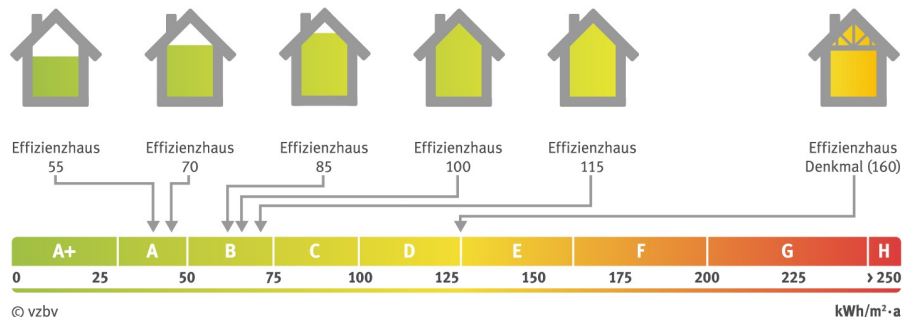 Effizienzhaus 55
Effizienzhaus 70
Effizienzhaus 85
Effizienzhaus 100
Effizienzhaus 115
Effizienzhaus Denkmal (160)
A+ A B C D E F G H
0 25 50 75 100 125 150 175 200 225 › 250
© vzbv kWh/m²·a